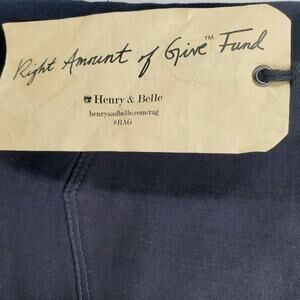 Right Amount of Give™ Fund
Henry & Belle
henryandbelle.com/rag
#RAG